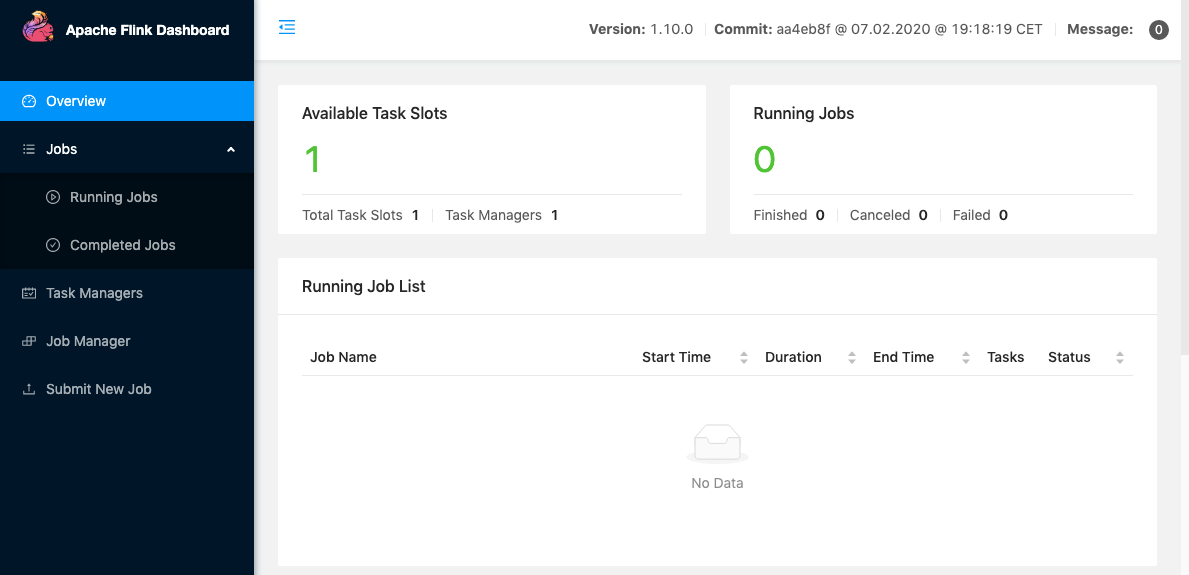 Apache Flink Dashboard
Version: 1.10.0 Commit: aa4eb8f @ 07.02.2020 @ 19:18:19 CET Message: 0
Overview
Jobs
Running Jobs
Completed Jobs
Task Managers
Job Manager
Submit New Job
Available Task Slots
1
Total Task Slots 1 Task Managers 1
Running Jobs
0
Finished 0 Canceled 0 Failed 0
Running Job List
Job Name Start Time Duration End Time Tasks Status
No Data